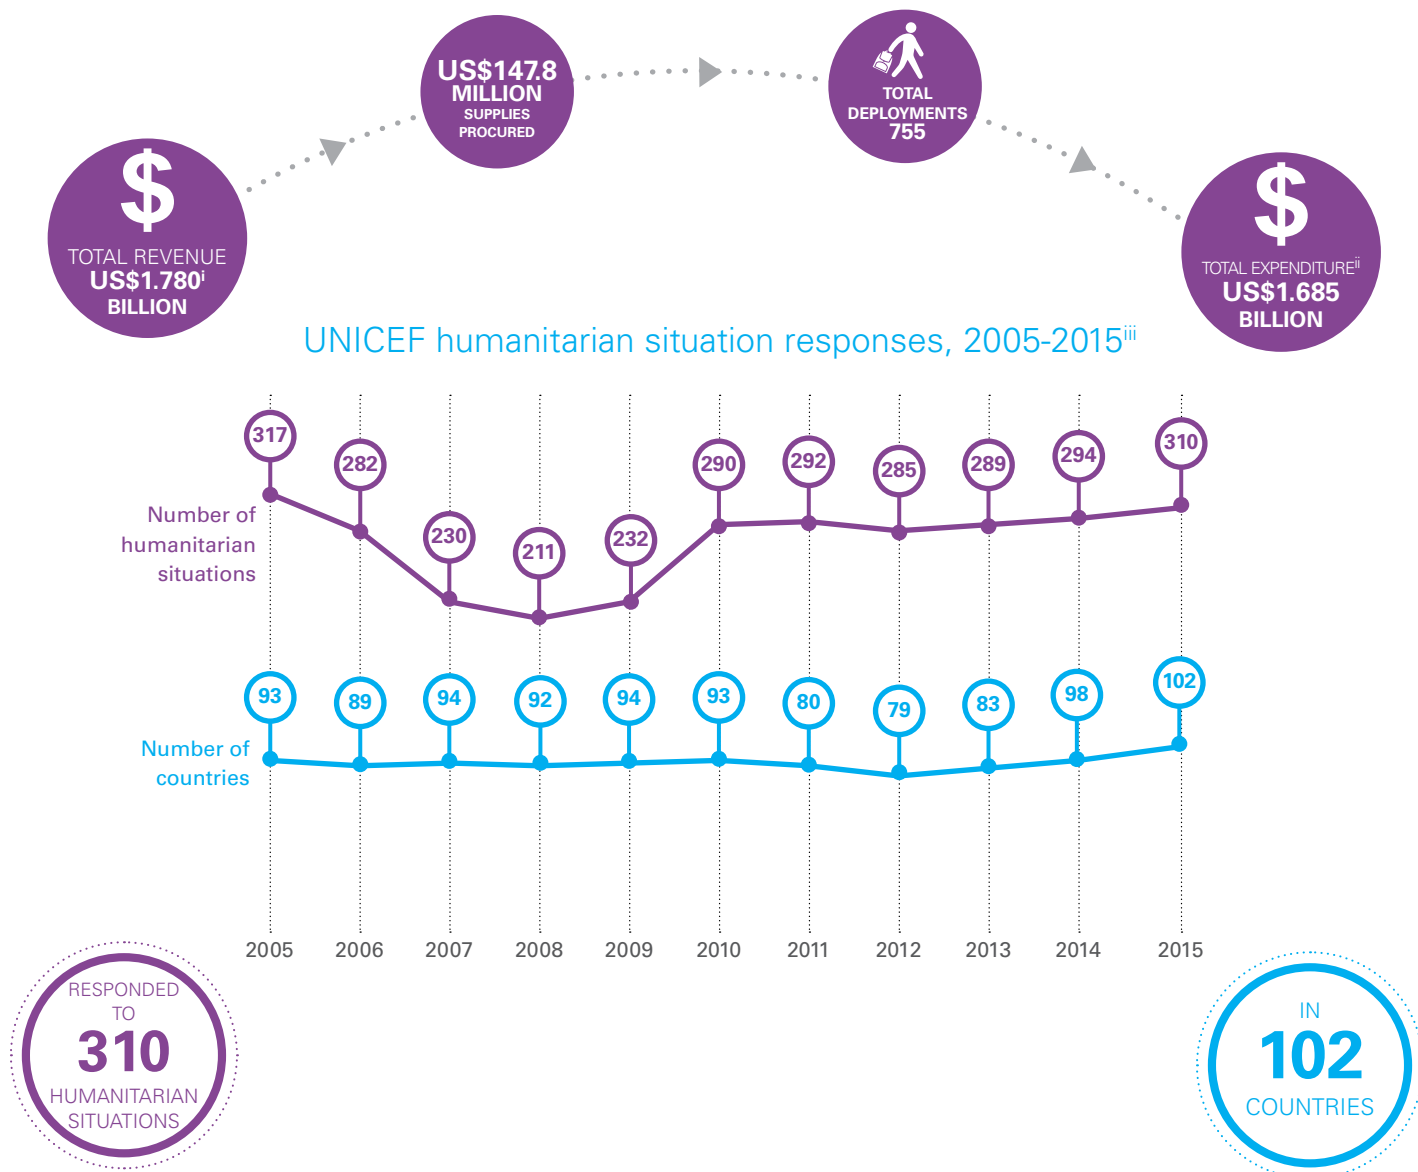 $
TOTAL REVENUE
US$1.780i
BILLION
US$147.8
MILLION
SUPPLIES
PROCURED
TOTAL
DEPLOYMENTS
755
$
TOTAL EXPENDITUREii
US$1.685
BILLION
UNICEF humanitarian situation responses, 2005-2015iii
317
282
230
211
232
290
292
285
289
294
310
Number of
humanitarian
situations
93
89
94
92
94
93
80
79
83
98
102
Number of
countries
2005
2006
2007
2008
2009
2010
2011
2012
2013
2014
2015
RESPONDED
TO
310
HUMANITARIAN
SITUATIONS
IN
102
COUNTRIES